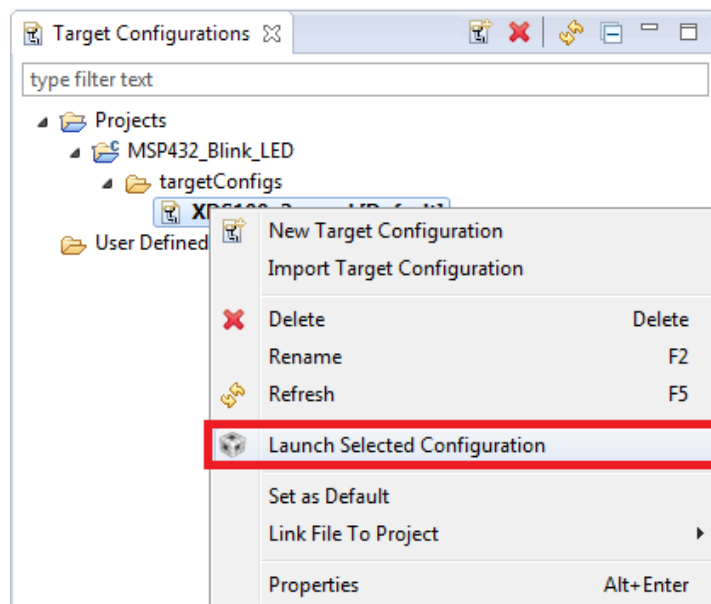 Target Configurations
type filter text
Projects
MSP432_Blink_LED
targetConfigs
User Defined
New Target Configuration
Import Target Configuration
Delete Delete
Rename F2
Refresh F5
Launch Selected Configuration
Set as Default
Link File To Project
Properties Alt+Enter